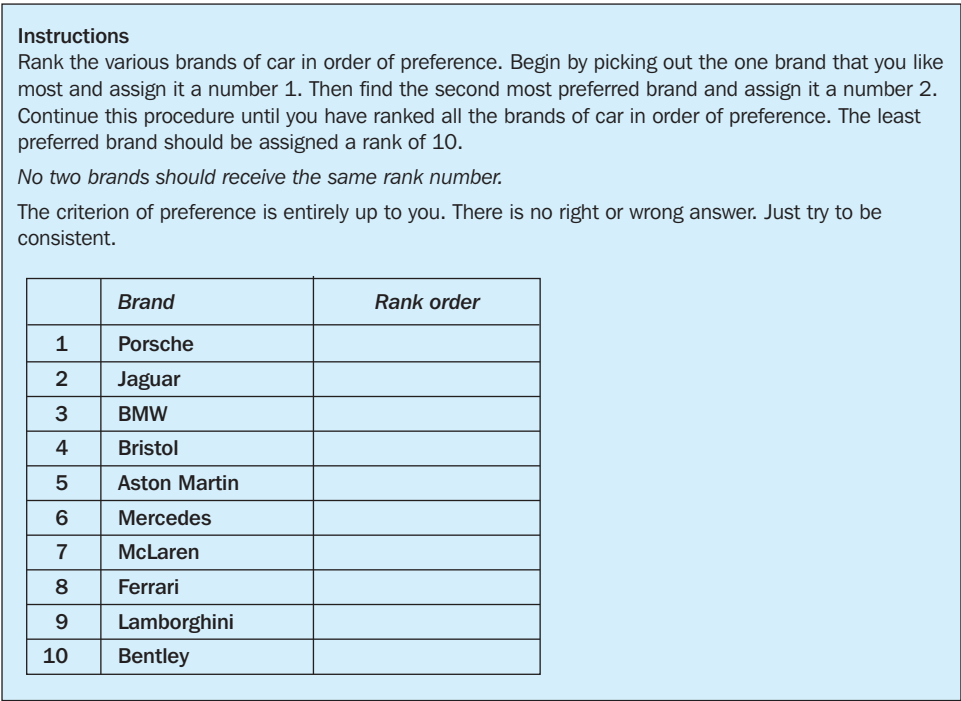 Instructions
Rank the various brands of car in order of preference. Begin by picking out the one brand that you like
most and assign it a number 1. Then find the second most preferred brand and assign it a number 2.
Continue this procedure until you have ranked all the brands of car in order of preference. The least
preferred brand should be assigned a rank of 10.
No two brands should receive the same rank number.
The criterion of preference is entirely up to you. There is no right or wrong answer. Just try to be
consistent.
Brand Rank order
1 Porsche
2 Jaguar
3 BMW
4 Bristol
5 Aston Martin
6 Mercedes
7 McLaren
8 Ferrari
9 Lamborghini
10 Bentley